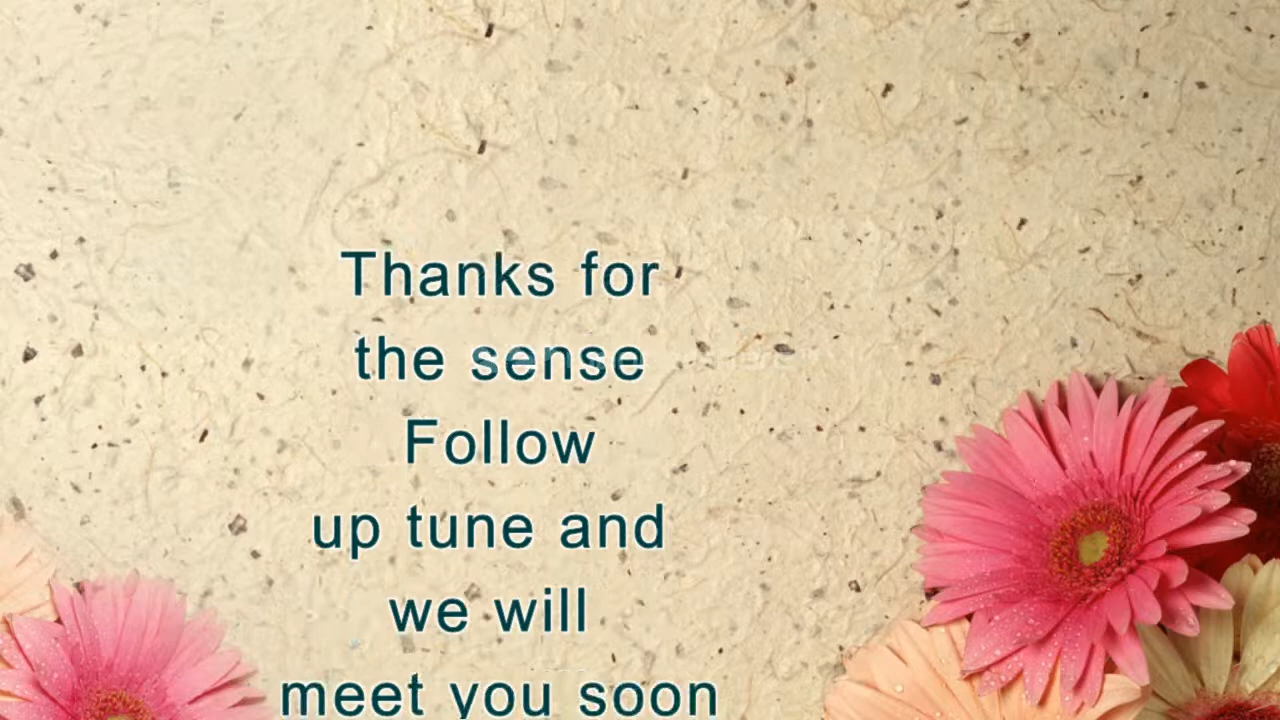 Thanks for
the sense
Follow
up tune and
we will
meet you soon